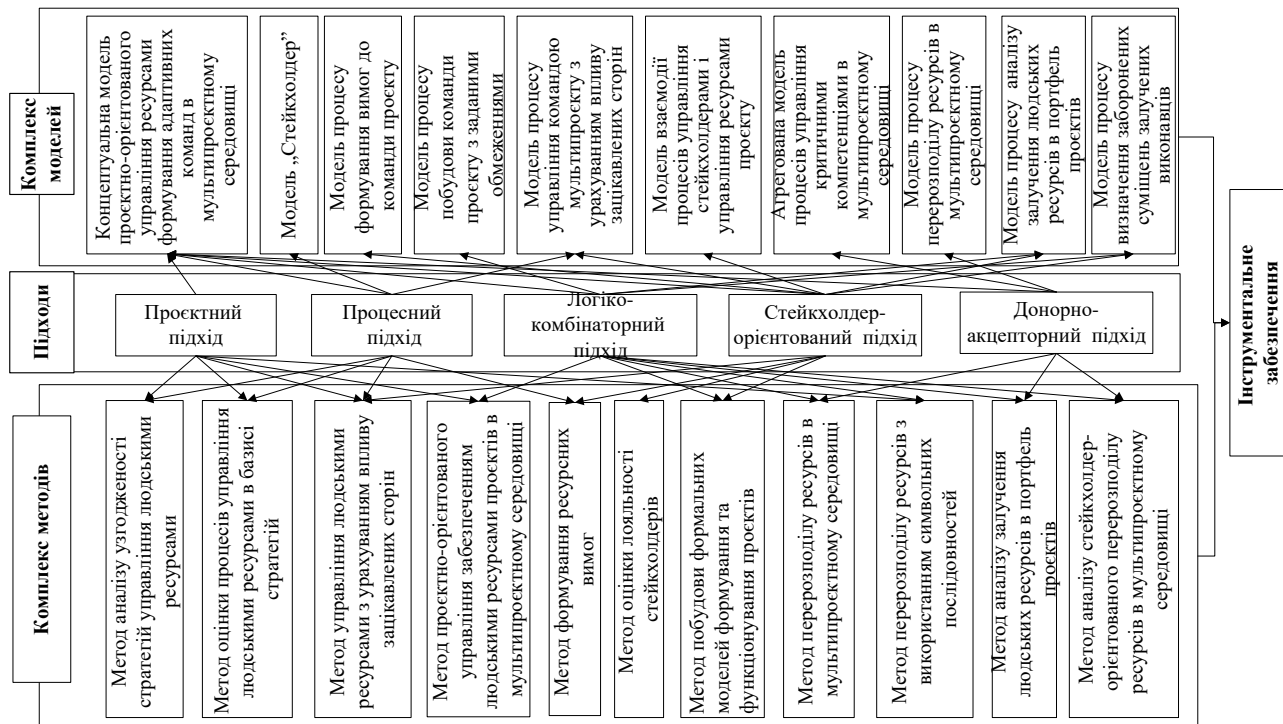 Комплекс
моделей
Концептуальна модель
проєктно-орієнтованого
управління ресурсами
формування адаптивних
команд в
мультипроєктному
середовищі
Модель „Стейкхолдер”
Модель процесу
формування вимог до
команди проєкту
Модель процесу
побудови команди
проєкту з заданими
обмеженнями
Модель процесу
управління командою
мультипроєкту з
урахуванням впливу
зацікавлених сторін
Модель взаємодії
процесів управління
стейкхолдерами і
управління ресурсами
проєкту
Агрегована модель
процесів управління
критичними
компетенціями в
мультипроєктному
середовищі
Модель процесу
перерозподілу ресурсів в
мультипроєктному
середовищі
Модель процесу аналізу
залучення людських
ресурсів в портфель
проєктів
Модель процесу
визначення заборонених
суміщень залучених
виконавців
Підходи
Проєктний
підхід
Процесний
підхід
Логіко-
комбінаторний
підхід
Стейкхолдер-
орієнтований підхід
Донорно-
акцепторний підхід
Комплекс методів
Метод аналізу узгодженості
стратегій управління людськими
ресурсами
Метод оцінки процесів управління
людськими ресурсами в базисі
стратегій
Метод управління людськими
ресурсами з урахуванням впливу
зацікавлених сторін
Метод проєктно-орієнтованого
управління забезпеченням
людськими ресурсами проєктів в
мультипроєктному середовищі
Метод формування ресурсних
вимог
Метод оцінки лояльності
стейкхолдерів
Метод побудови формальних
моделей формування та
функціонування проєктів
Метод перерозподілу ресурсів в
мультипроєктному середовищі
Метод перерозподілу ресурсів з
використанням символьних
послідовностей
Метод аналізу залучення
людських ресурсів в портфель
проєктів
Метод аналізу стейкхолдер-
орієнтованого перерозподілу
ресурсів в мультипроєктному
середовищі
Інструментальне
забезпечення